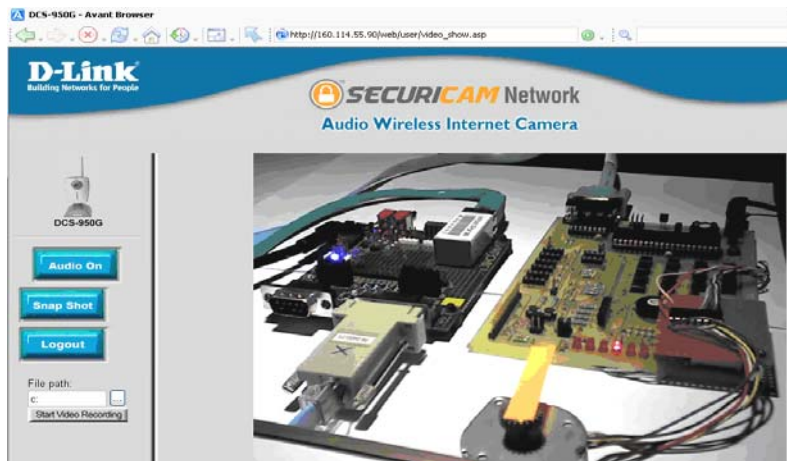 DCS-950G - Avant Browser
http://160.114.55.90/web/user/video_show.asp
D-Link
Building Networks for People
SECURICAM Network
Audio Wireless Internet Camera
DCS-950G
Audio On
Snap Shot
Logout
File path:
c:
...
Start Video Recording